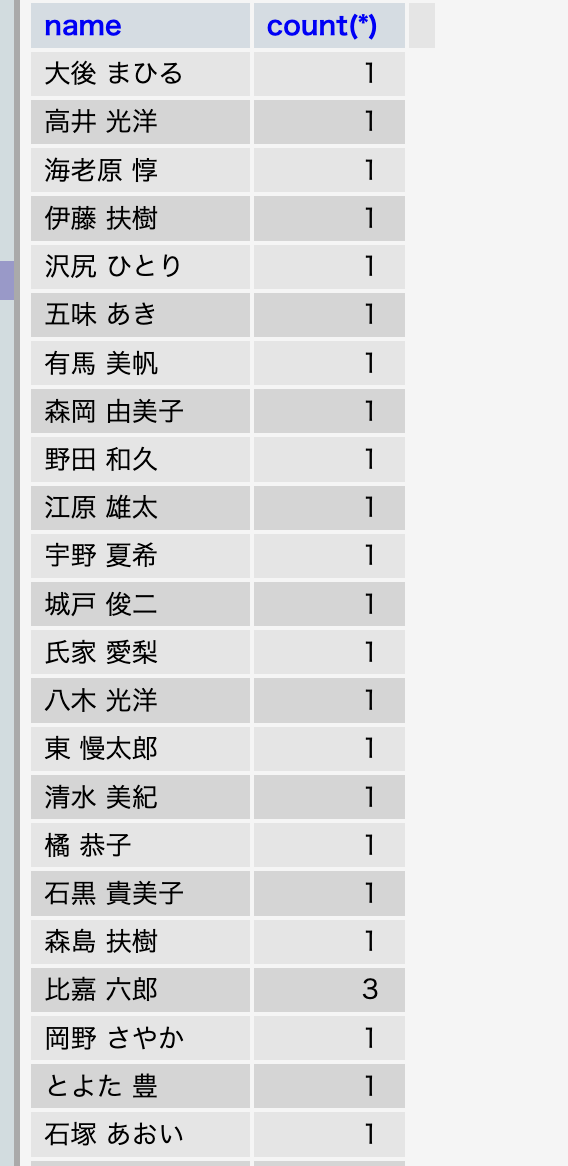 name count(*)
大後 まひる 1
高井 光洋 1
海老原 惇 1
伊藤 扶樹 1
沢尻 ひとり 1
五味 あき 1
有馬 美帆 1
森岡 由美子 1
野田 和久 1
江原 雄太 1
宇野 夏希 1
城戸 俊二 1
氏家 愛梨 1
八木 光洋 1
東 慢太郎 1
清水 美紀 1
橘 恭子 1
石黒 貴美子 1
森島 扶樹 1
比嘉 六郎 3
岡野 さやか 1
とよた 豊 1
石塚 あおい 1